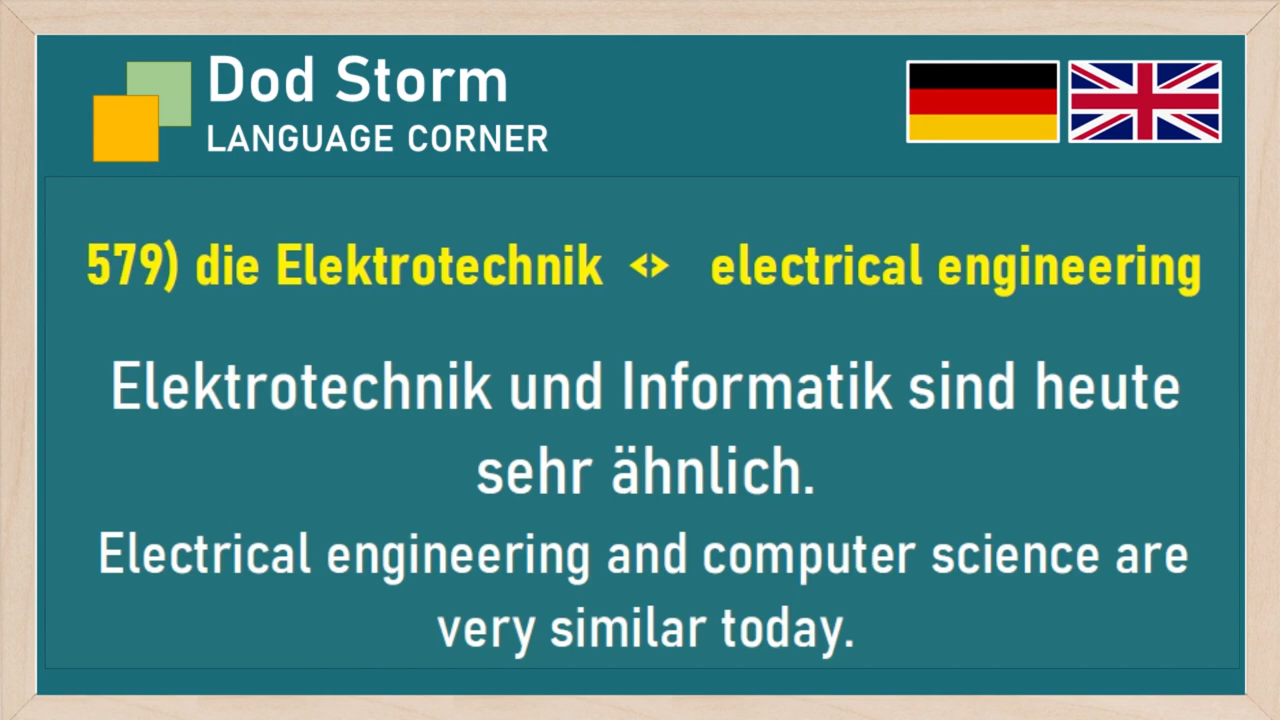 Dod Storm
LANGUAGE CORNER
579) die Elektrotechnik <> electrical engineering
Elektrotechnik und Informatik sind heute
sehr ähnlich.
Electrical engineering and computer science are
very similar today.